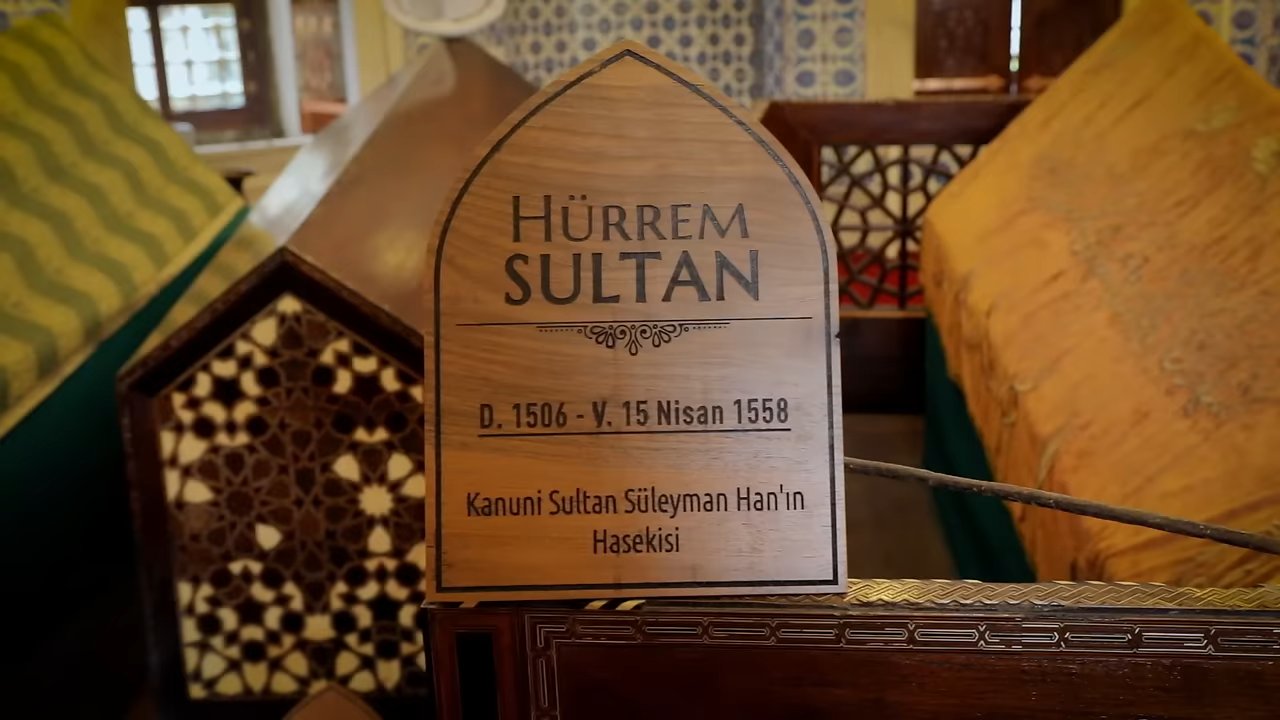 HÜRREM
SULTAN
D. 1506 - V. 15 Nisan 1558
Kanuni Sultan Süleyman Han'ın
Hasekisi